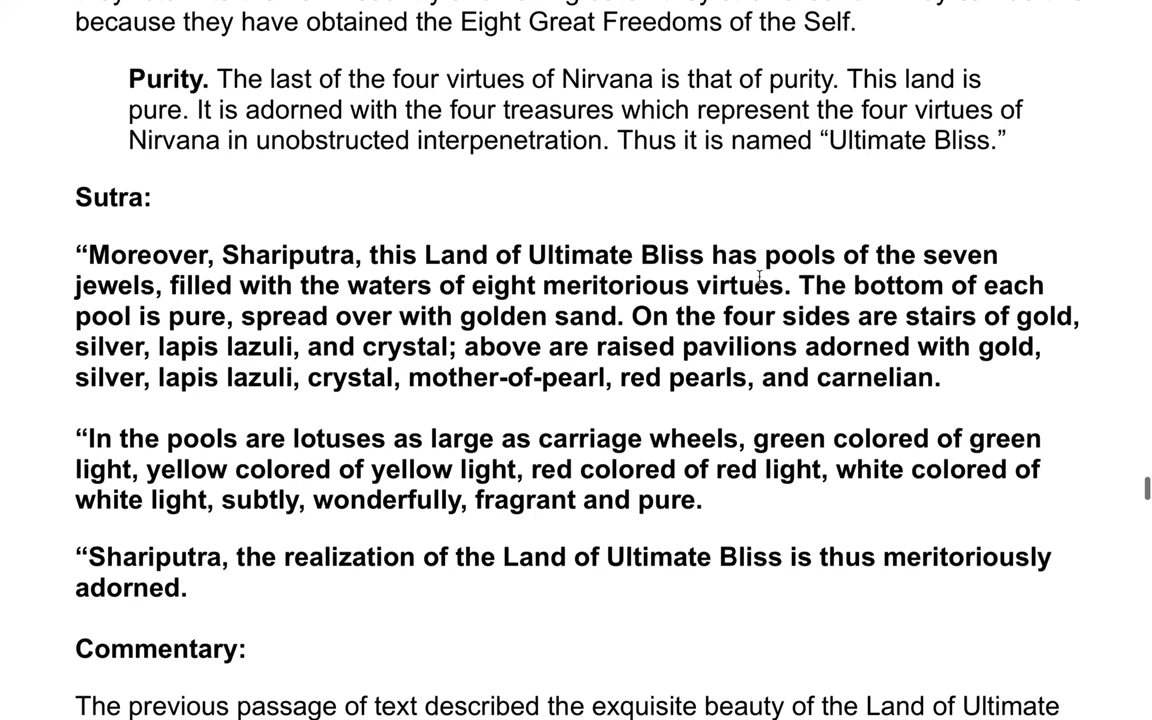 because they have obtained the Eight Great Freedoms of the Self.
Purity. The last of the four virtues of Nirvana is that of purity. This land is
pure. It is adorned with the four treasures which represent the four virtues of
Nirvana in unobstructed interpenetration. Thus it is named “Ultimate Bliss.”
Sutra:
“Moreover, Shariputra, this Land of Ultimate Bliss has pools of the seven
jewels, filled with the waters of eight meritorious virtues. The bottom of each
pool is pure, spread over with golden sand. On the four sides are stairs of gold,
silver, lapis lazuli, and crystal; above are raised pavilions adorned with gold,
silver, lapis lazuli, crystal, mother-of-pearl, red pearls, and carnelian.
“In the pools are lotuses as large as carriage wheels, green colored of green
light, yellow colored of yellow light, red colored of red light, white colored of
white light, subtly, wonderfully, fragrant and pure.
“Shariputra, the realization of the Land of Ultimate Bliss is thus meritoriously
adorned.
Commentary:
The previous passage of text described the exquisite beauty of the Land of Ultimate